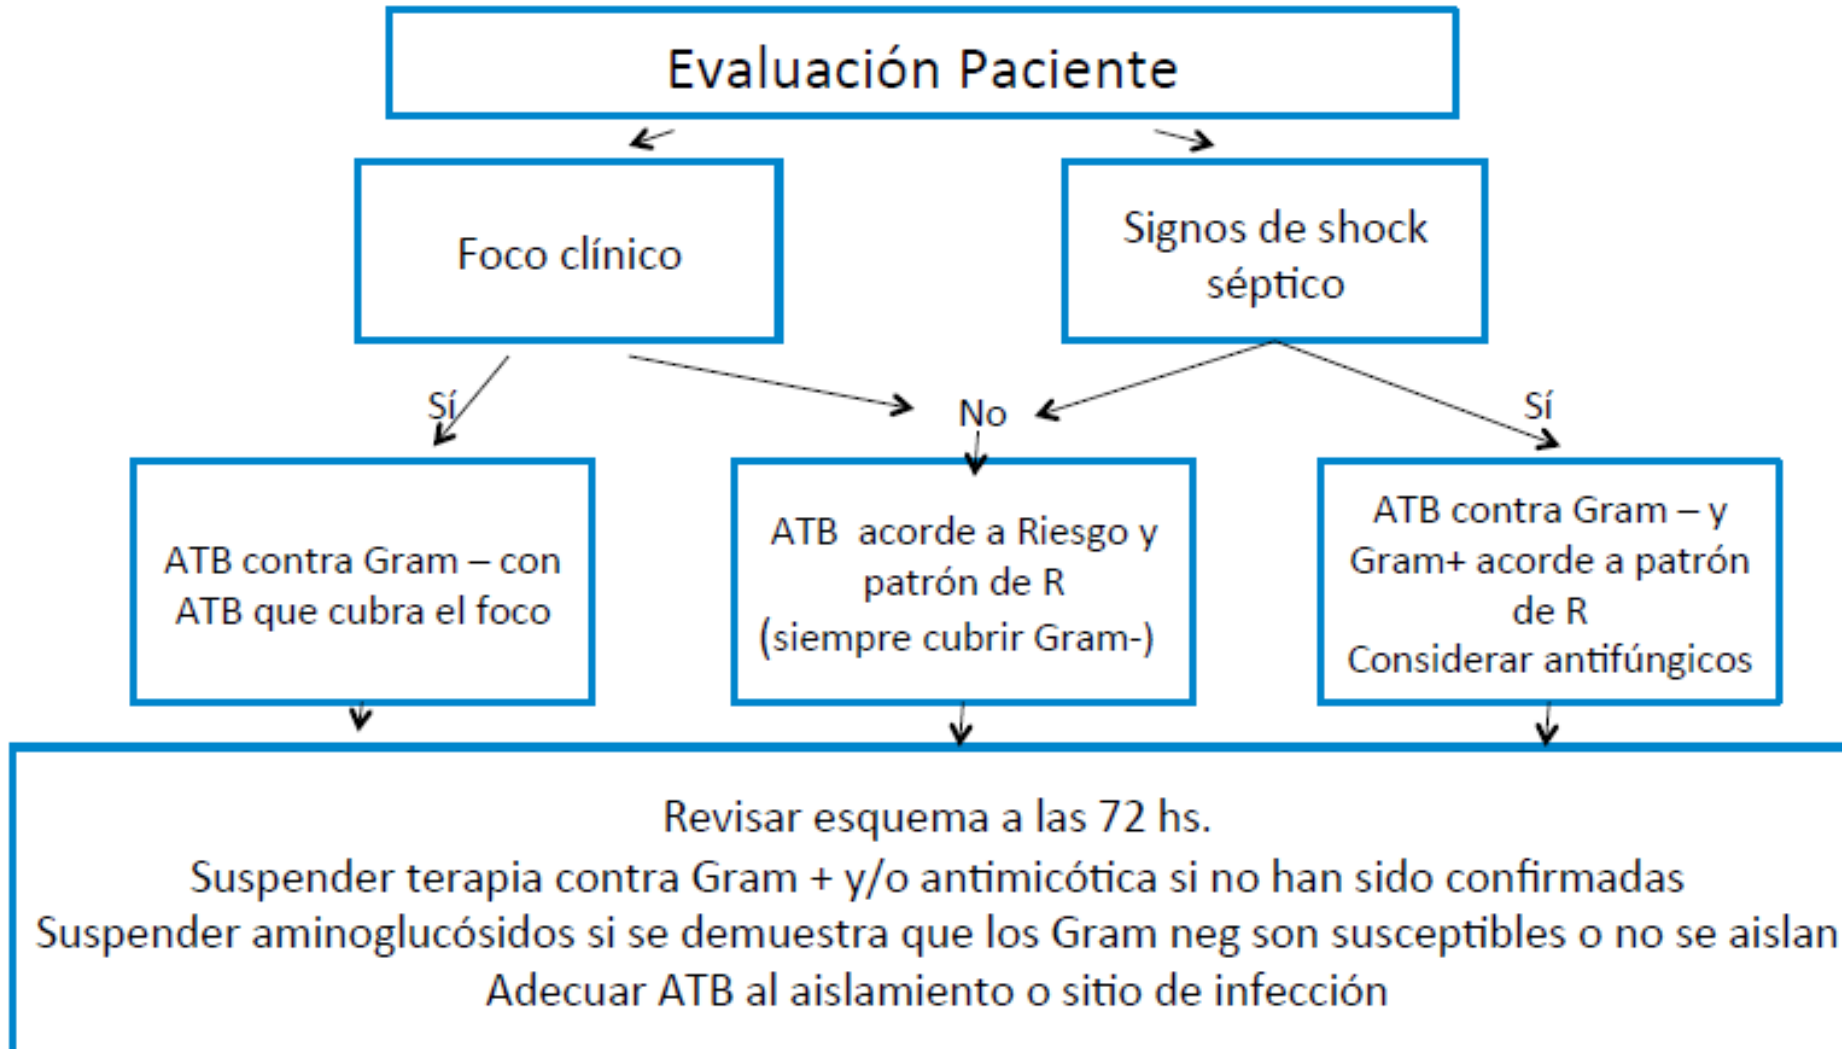 Evaluación Paciente
Foco clínico
Signos de shock
séptico
Sí
No
Sí
ATB contra Gram – con
ATB que cubra el foco
ATB  acorde a Riesgo y
patrón de R
(siempre cubrir Gram-)
ATB contra Gram – y
Gram+ acorde a patrón
de R
Considerar antifúngicos
Revisar esquema a las 72 hs.
Suspender terapia contra Gram + y/o antimicótica si no han sido confirmadas
Suspender aminoglucósidos si se demuestra que los Gram neg son susceptibles o no se aislan
Adecuar ATB al aislamiento o sitio de infección